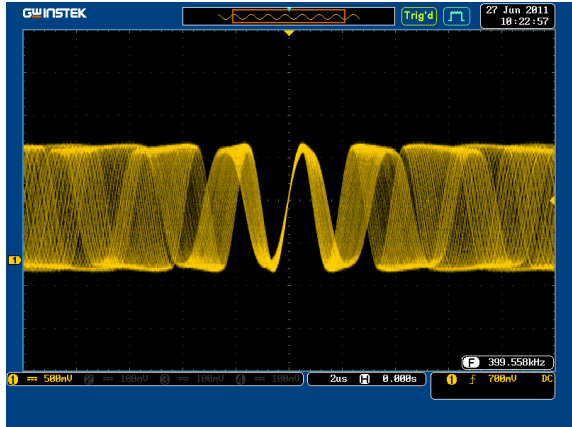 GWINSTEK
Trig'd
27 Jun 2011
10:22:57
1
F 399.558kHz
1 500mV 2 100mV 3 100mV 4 100mV
2us H 0.000s
1 700mV DC